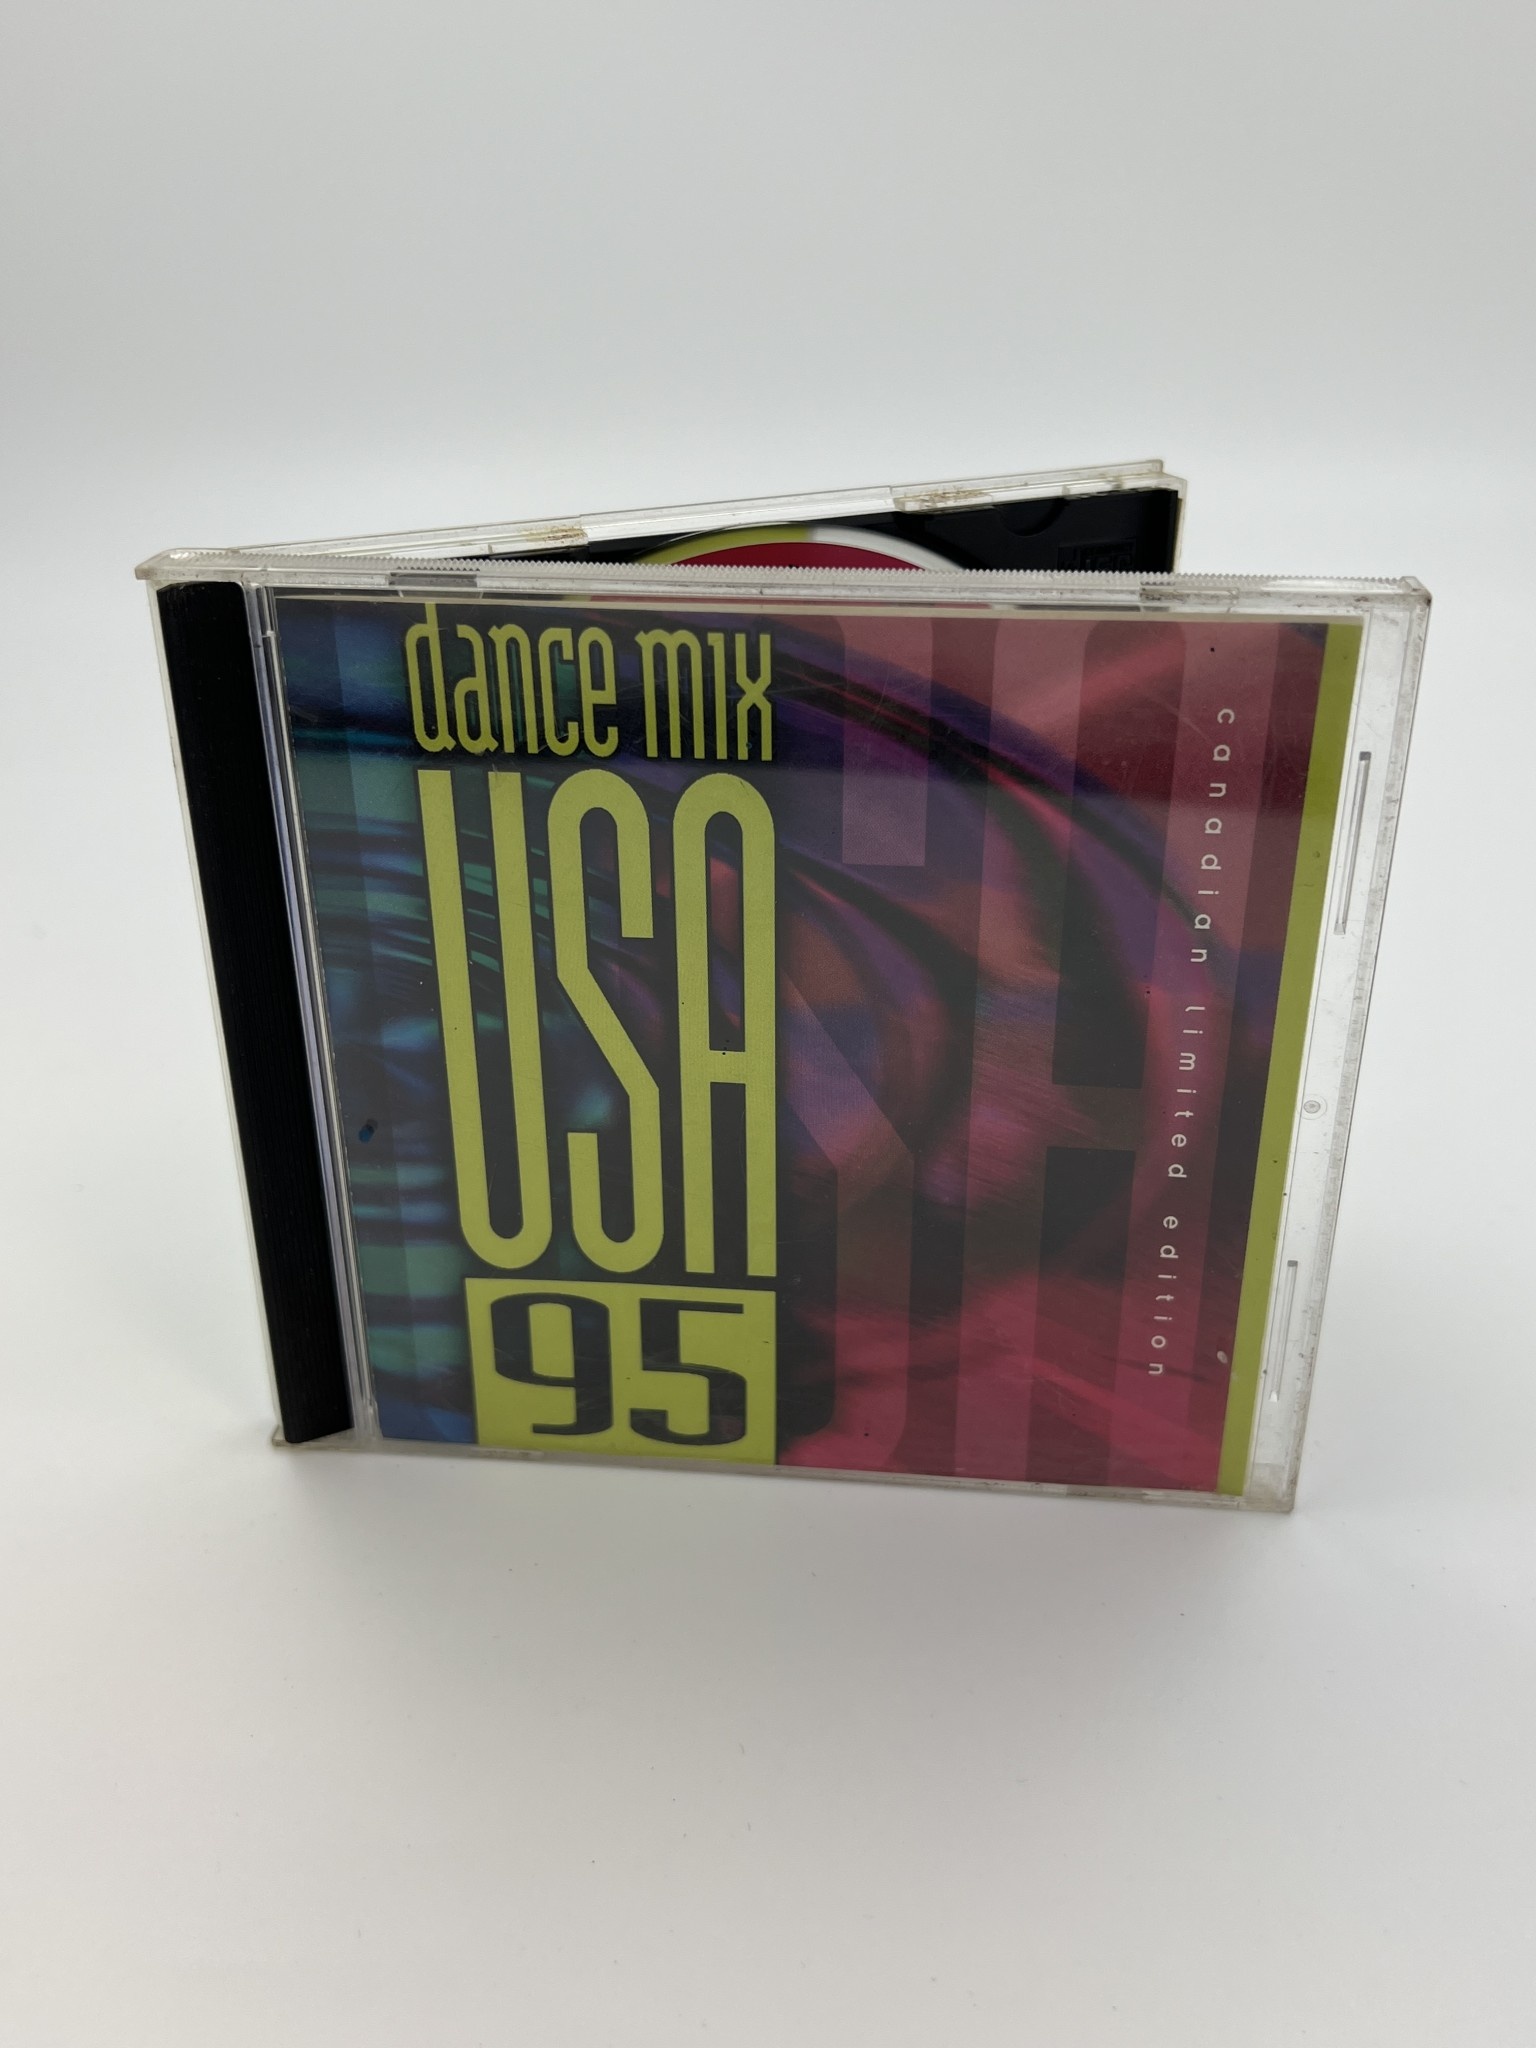 dance mix
USA
95
canadian limited edition